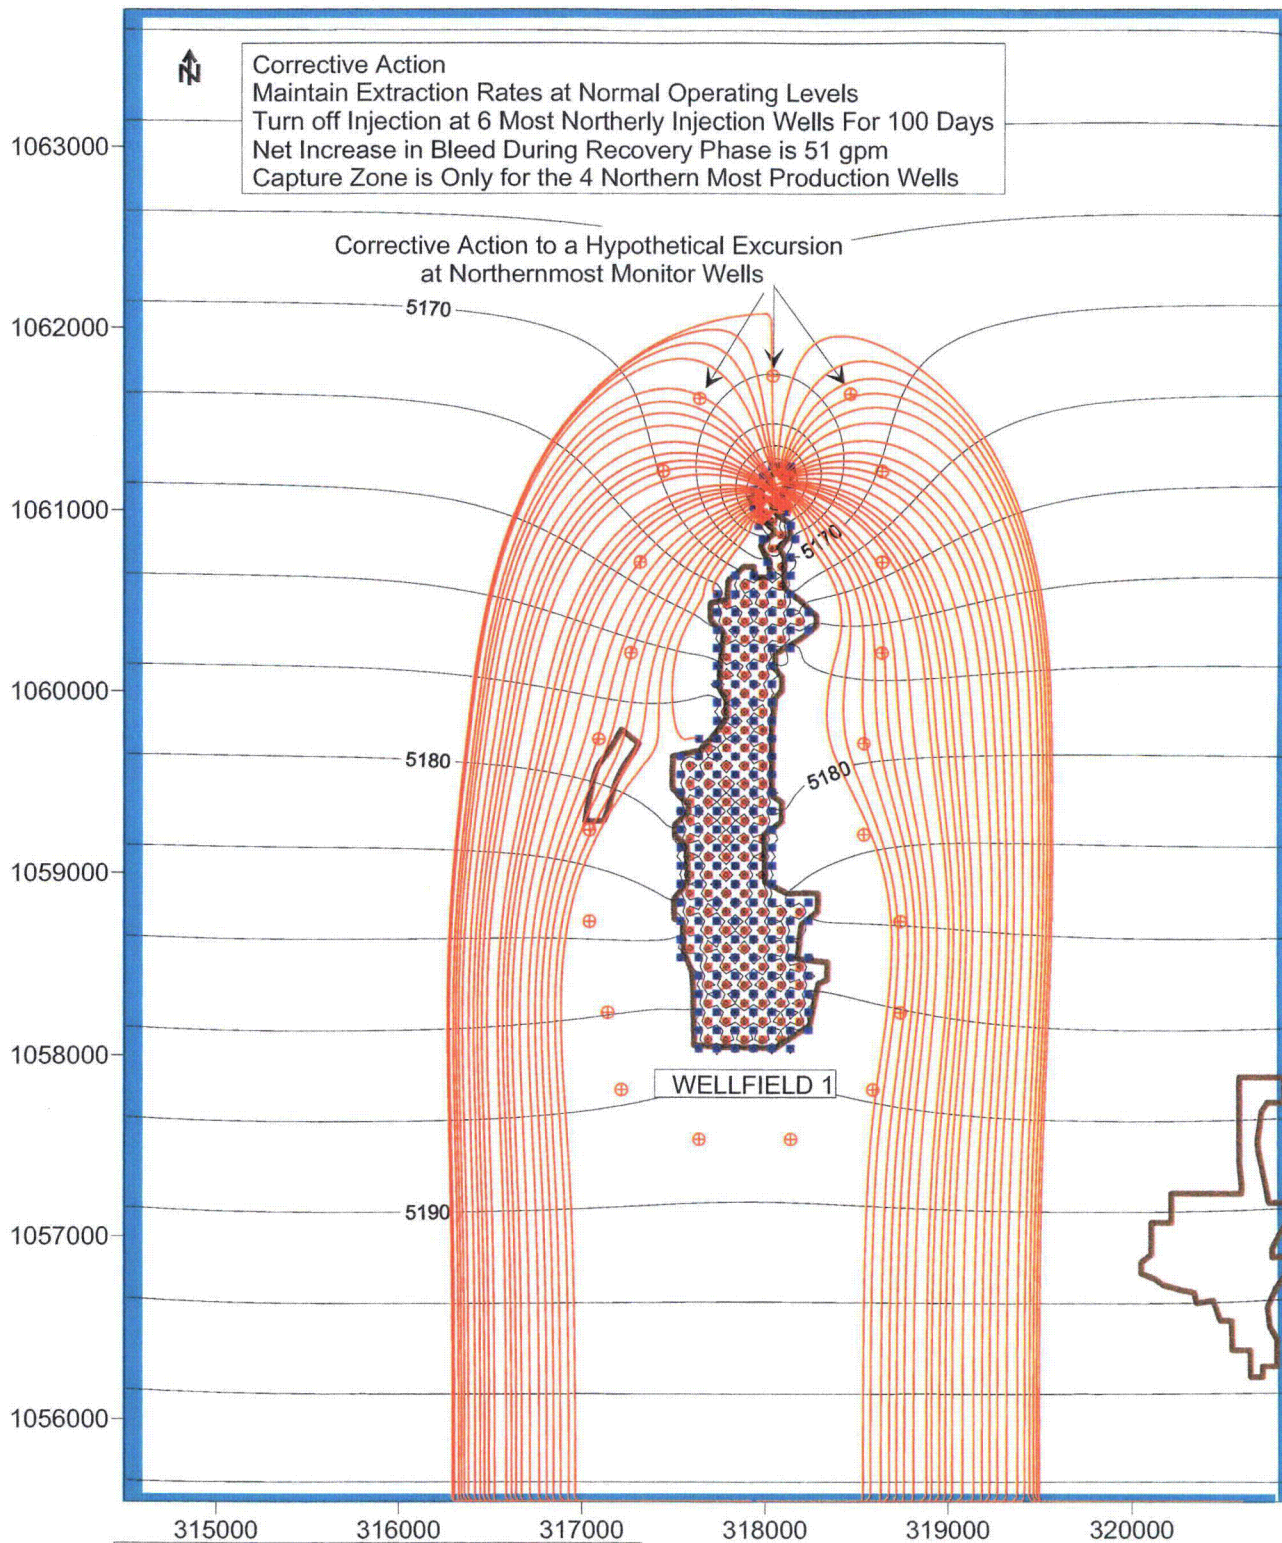 N
Corrective Action
Maintain Extraction Rates at Normal Operating Levels
Turn off Injection at 6 Most Northerly Injection Wells For 100 Days
Net Increase in Bleed During Recovery Phase is 51 gpm
Capture Zone is Only for the 4 Northern Most Production Wells
Corrective Action to a Hypothetical Excursion
at Northernmost Monitor Wells
1063000
1062000
1061000
1060000
1059000
1058000
1057000
1056000
5170
5170
5180
5180
WELLFIELD 1
5190
315000 316000 317000 318000 319000 320000